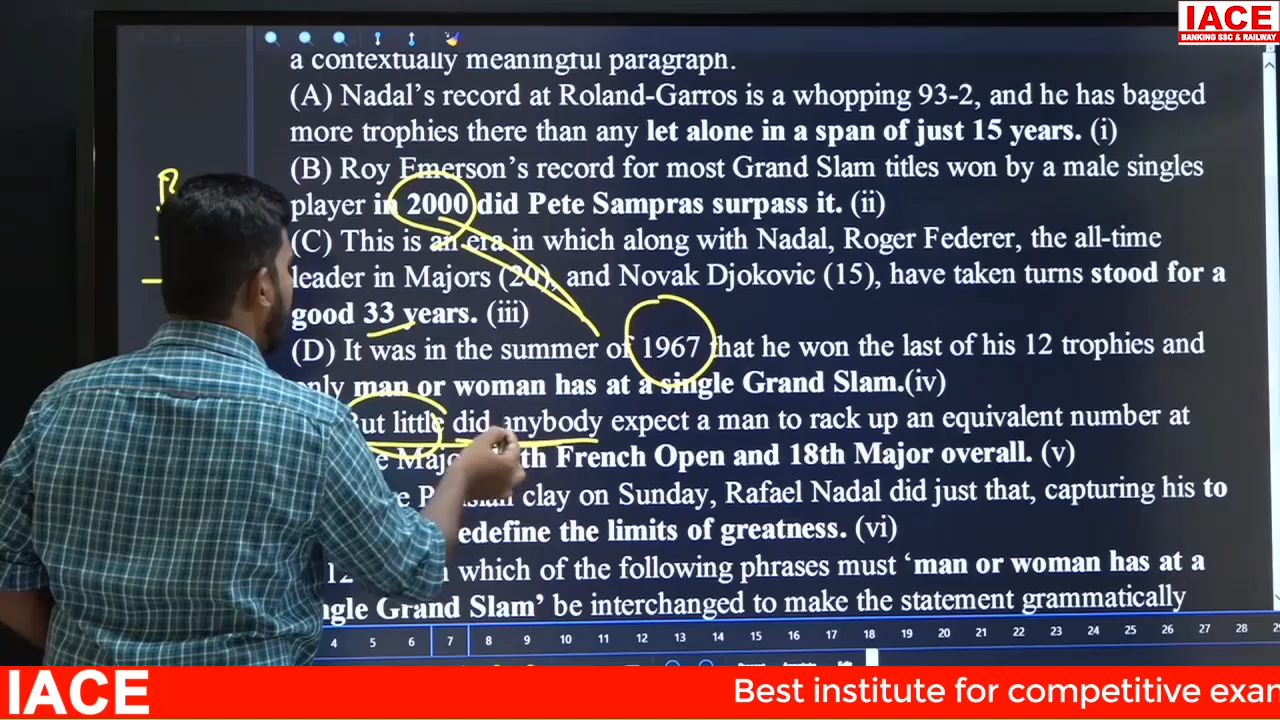 IACE
BANKING SSC & RAILWAY
a contextually meaningful paragraph.
(A) Nadal's record at Roland-Garros is a whopping 93-2, and he has bagged
more trophies there than any let alone in a span of just 15 years. (i)
(B) Roy Emerson's record for most Grand Slam titles won by a male singles
player in 2000 did Pete Sampras surpass it. (ii)
(C) This is an era in which along with Nadal, Roger Federer, the all-time
leader in Majors (20), and Novak Djokovic (15), have taken turns stood for a
good 33 years. (iii)
(D) It was in the summer of 1967 that he won the last of his 12 trophies and
only man or woman has at a single Grand Slam.(iv)
But little did anybody expect a man to rack up an equivalent number at
French Open and 18th Major overall. (v)
clay on Sunday, Rafael Nadal did just that, capturing his to
the limits of greatness. (vi)
12 which of the following phrases must 'man or woman has at a
Grand Slam' be interchanged to make the statement grammatically
4 5 6 7 8 9 10 11 12 13 14 15 16 17 18 19 20 21 22 23 24 25 26 27 28
IACE
Best institute for competitive exan